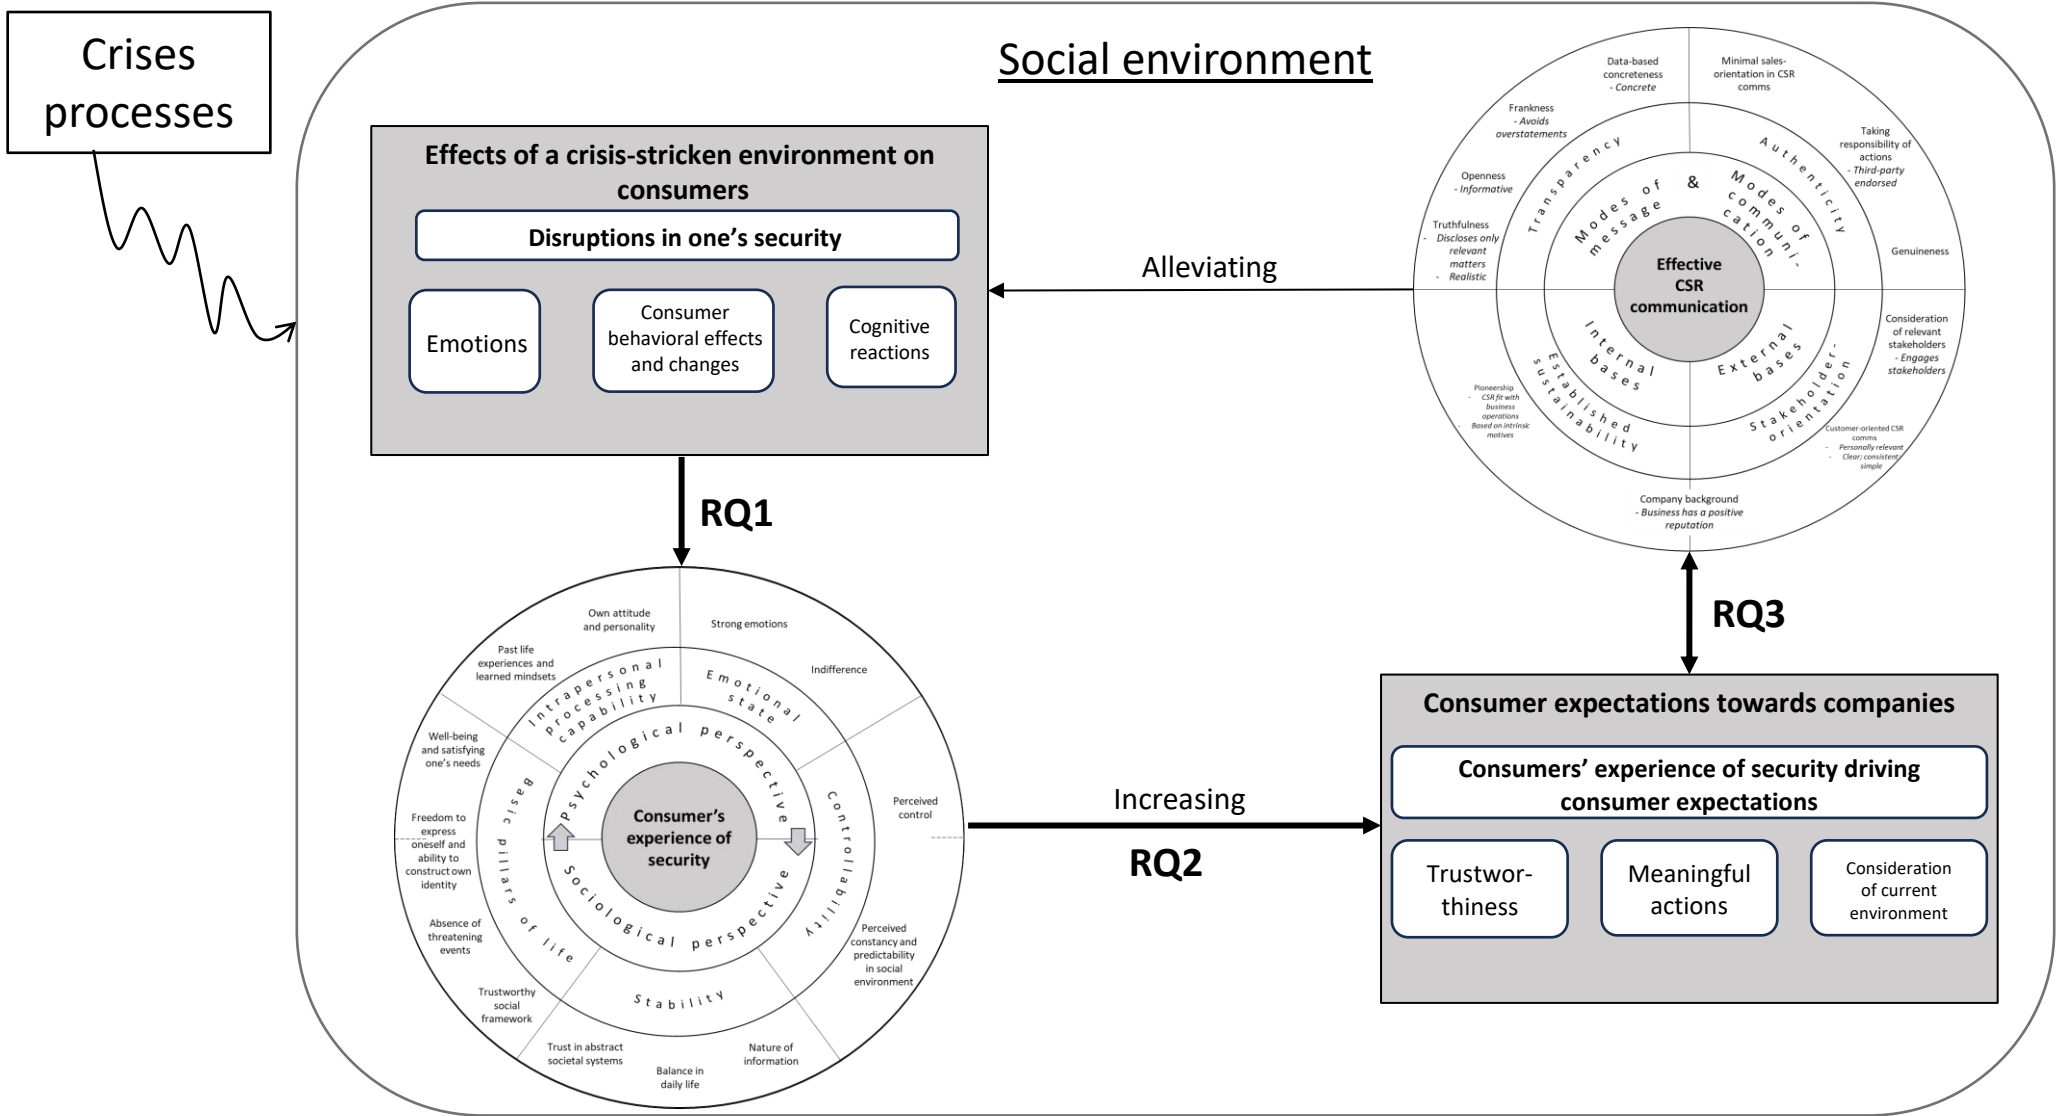 Crises
processes
Social environment
Effects of a crisis-stricken environment on
consumers
Disruptions in one’s security
Emotions
Consumer
behavioral effects
and changes
Cognitive
reactions
Alleviating
Data-based
concreteness
- Concrete
Minimal sales-
orientation in CSR
comms
Frankness
- Avoids
overstatements
Taking
responsibility of
actions
- Third-party
endorsed
Openness
- Informative
Truthfulness
- Discloses only
relevant
matters
- Realistic
Genuineness
Transparency
Authenticity
Modes of
message
&
Modes of
communi-
cation
Effective
CSR
communication
Internal
bases
External
bases
Established
sustainability
Stakeholder-
orientation
Consideration
of relevant
stakeholders
- Engages
stakeholders
Pioneership
- CSR fit with
business
operations
- Based on intrinsic
motives
Customer-oriented CSR
comms
- Personally relevant
- Clear; consistent;
simple
Company background
- Business has a positive
reputation
RQ1
RQ3
Own attitude
and personality
Strong emotions
Past life
experiences and
learned mindsets
Indifference
Intrapersonal
processing
capability
Emotional
state
Well-being
and satisfying
one’s needs
Psychological perspective
Perceived
control
Freedom to
express
oneself and
ability to
construct own
identity
Basic pillars of life
Consumer’s
experience of
security
Controllability
Sociological perspective
Absence of
threatening
events
Perceived
constancy and
predictability
in social
environment
Trustworthy
social
framework
Stability
Trust in abstract
societal systems
Balance in
daily life
Nature of
information
Increasing
RQ2
Consumer expectations towards companies
Consumers’ experience of security driving
consumer expectations
Trustwor-
thiness
Meaningful
actions
Consideration
of current
environment